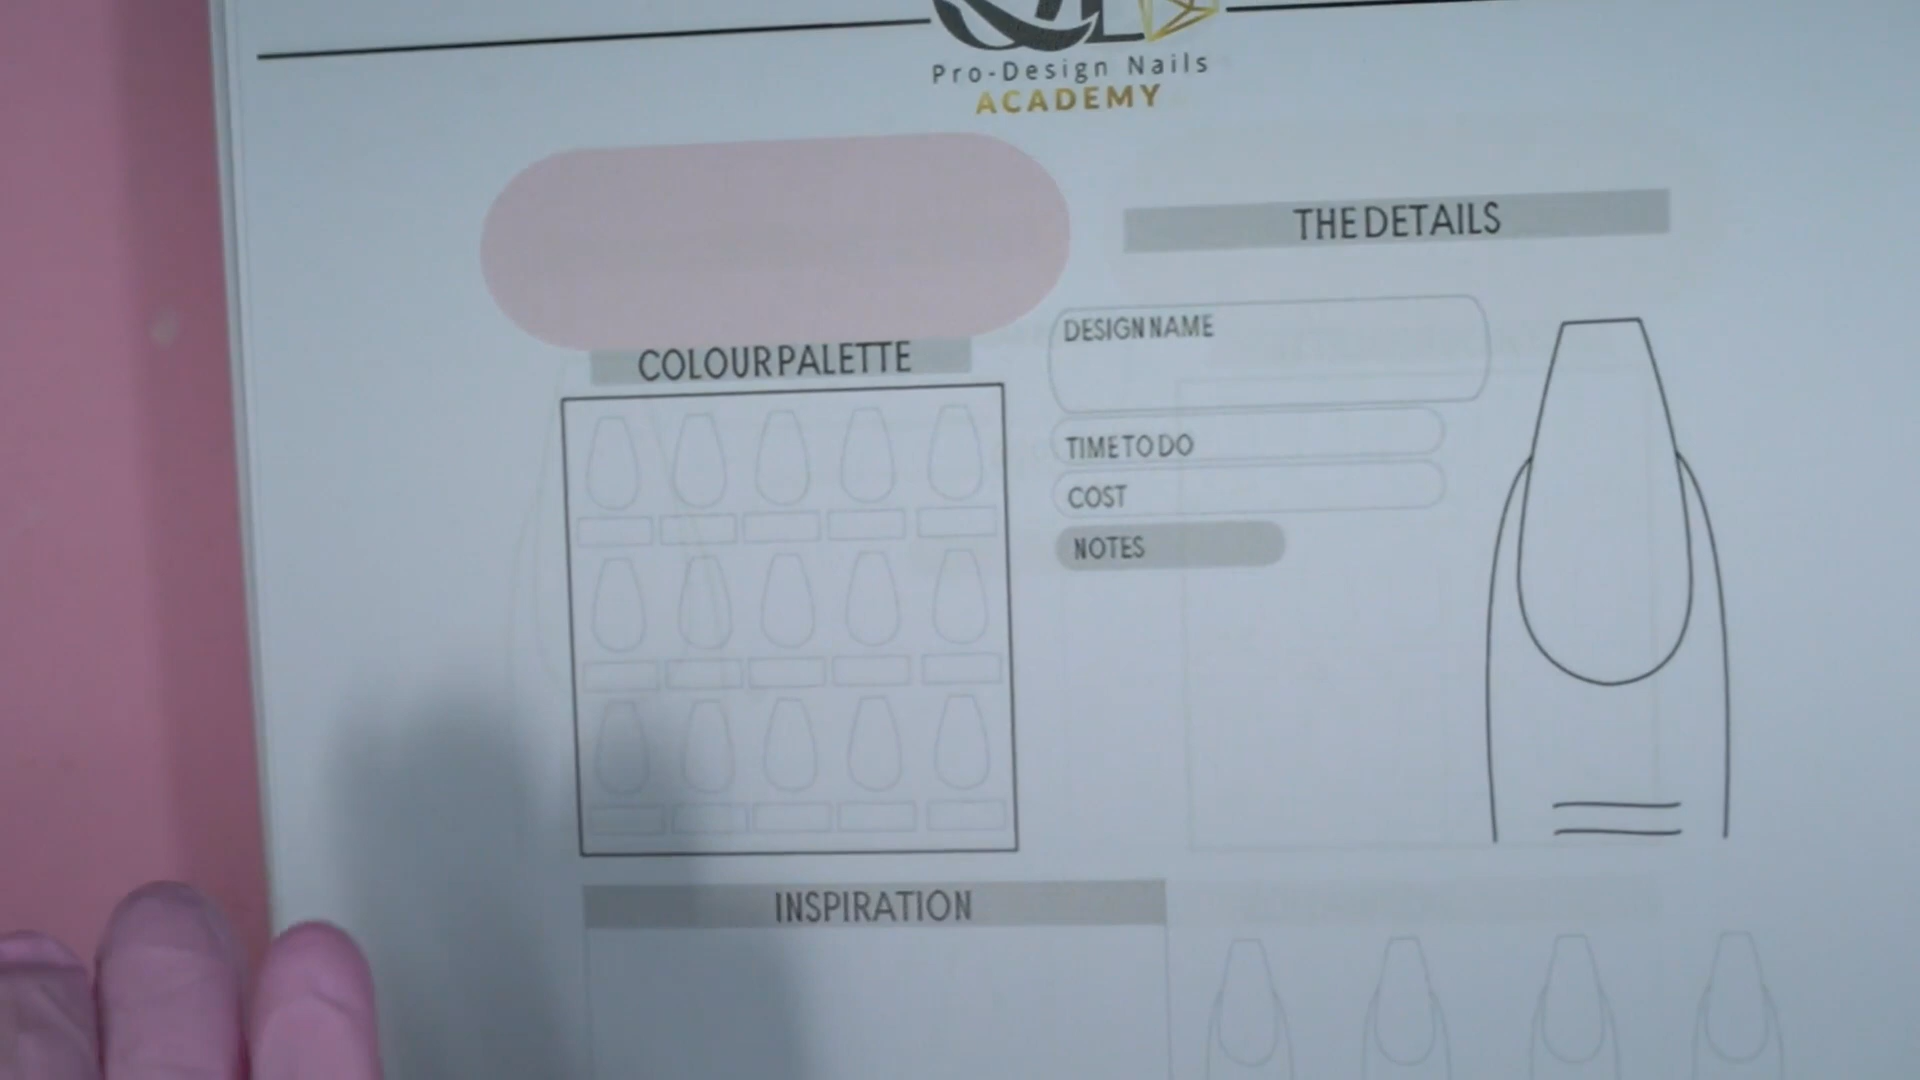 Pro-Design Nails
ACADEMY
THE DETAILS
COLOUR PALETTE
DESIGN NAME
TIME TO DO
COST
NOTES
INSPIRATION